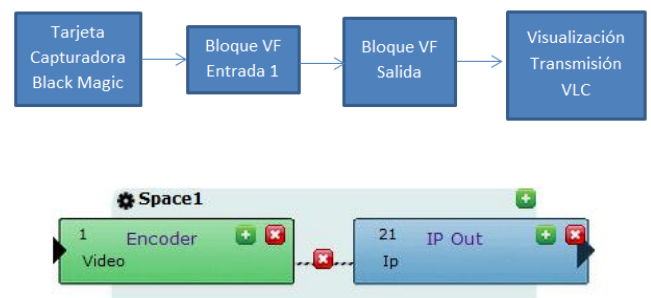 Tarjeta
Capturadora
Black Magic
Bloque VF
Entrada 1
Bloque VF
Salida
Visualización
Transmisión
VLC
Space1
1 Encoder
Video
21 IP Out
Ip